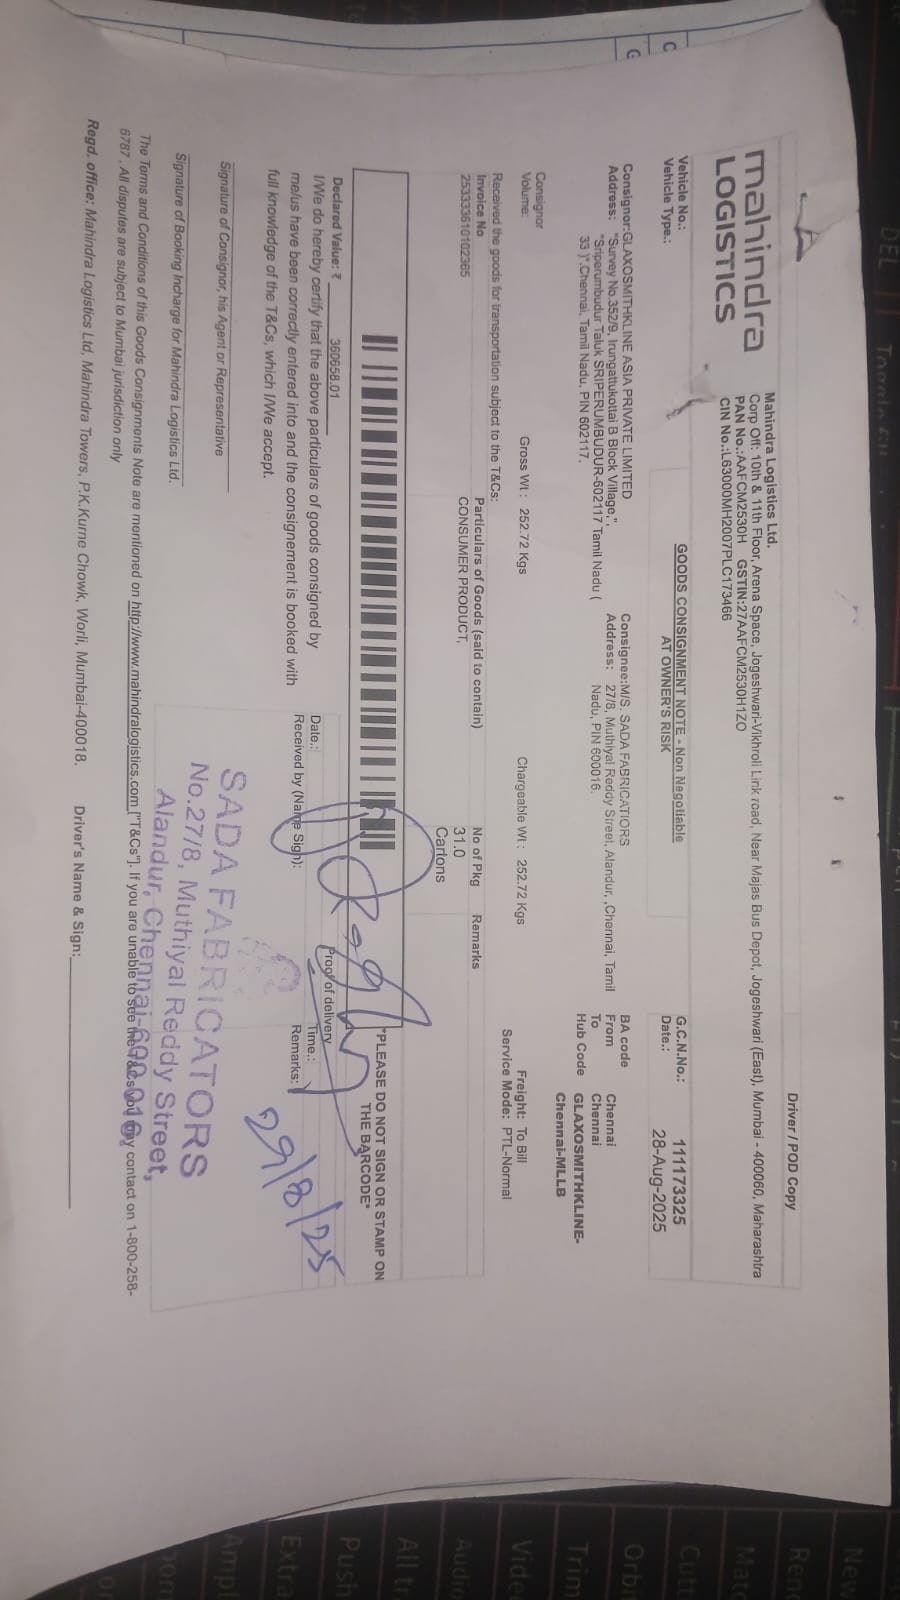 Driver / POD Copy
mahindra
LOGISTICS
Mahindra Logistics Ltd.
Corp Off: 10th & 11th Floor, Arena Space, Jogeshwari-Vikhroli Link road, Near Majas Bus Depot, Jogeshwari (East), Mumbai - 400060, Maharashtra
PAN No.:AAFCM2530H GSTIN:27AAFCM2530H1ZO
CIN No.:L63000MH2007PLC173466
Vehicle No.:
Vehicle Type.:
GOODS CONSIGNMENT NOTE - Non Negotiable
AT OWNER'S RISK
G.C.N.No.: 111173325
Date.: 28-Aug-2025
Consignor:GLAXOSMITHKLINE ASIA PRIVATE LIMITED
Address: "Survey No.352/9, Irungattukottai B Block Village,",
"Sriperumbudur Taluk SRIPERUMBUDUR-602117 Tamil Nadu (
33 )",Chennai, Tamil Nadu, PIN 602117.
Consignee:M/S. SADA FABRICATIORS
Address: 27/8, Muthiyal Reddy Street, Alandur, ,Chennai, Tamil
Nadu, PIN 600016.
BA code
From Chennai
To Chennai
Hub Code GLAXOSMITHKLINE-
Chennai-MLLB
Consignor
Volume:
Gross Wt : 252.72 Kgs
Chargeable Wt : 252.72 Kgs
Freight: To Bill
Service Mode: PTL-Normal
Received the goods for transportation subject to the T&Cs:
Invoice No Particulars of Goods (said to contain) No of Pkg Remarks
253333610102365 CONSUMER PRODUCT, 31.0
Cartons
*PLEASE DO NOT SIGN OR STAMP ON
THE BARCODE*
Declared Value: ₹ 360658.01
I/We do hereby certify that the above particulars of goods consigned by
me/us have been correctly entered into and the consignement is booked with
full knowledge of the T&Cs, which I/We accept.
Proof of delivery
Date.: Time.:
Received by (Name Sign): Remarks:
29/8/25
SADA FABRICATORS
No.27/8, Muthiyal Reddy Street,
Alandur, Chennai-600 016.
Signature of Consignor, his Agent or Representative
Signature of Booking Incharge for Mahindra Logistics Ltd.
The Terms and Conditions of this Goods Consignments Note are mentioned on http://www.mahindralogistics.com ["T&Cs"]. If you are unable to see the T&Cs you may contact on 1-800-258-
6787 . All disputes are subject to Mumbai jurisdiction only
Regd. office: Mahindra Logistics Ltd, Mahindra Towers, P.K.Kurne Chowk, Worli, Mumbai-400018. Driver's Name & Sign: